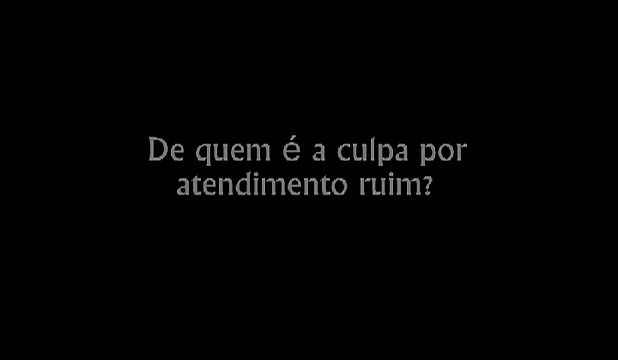 De quem é a culpa por
atendimento ruim?